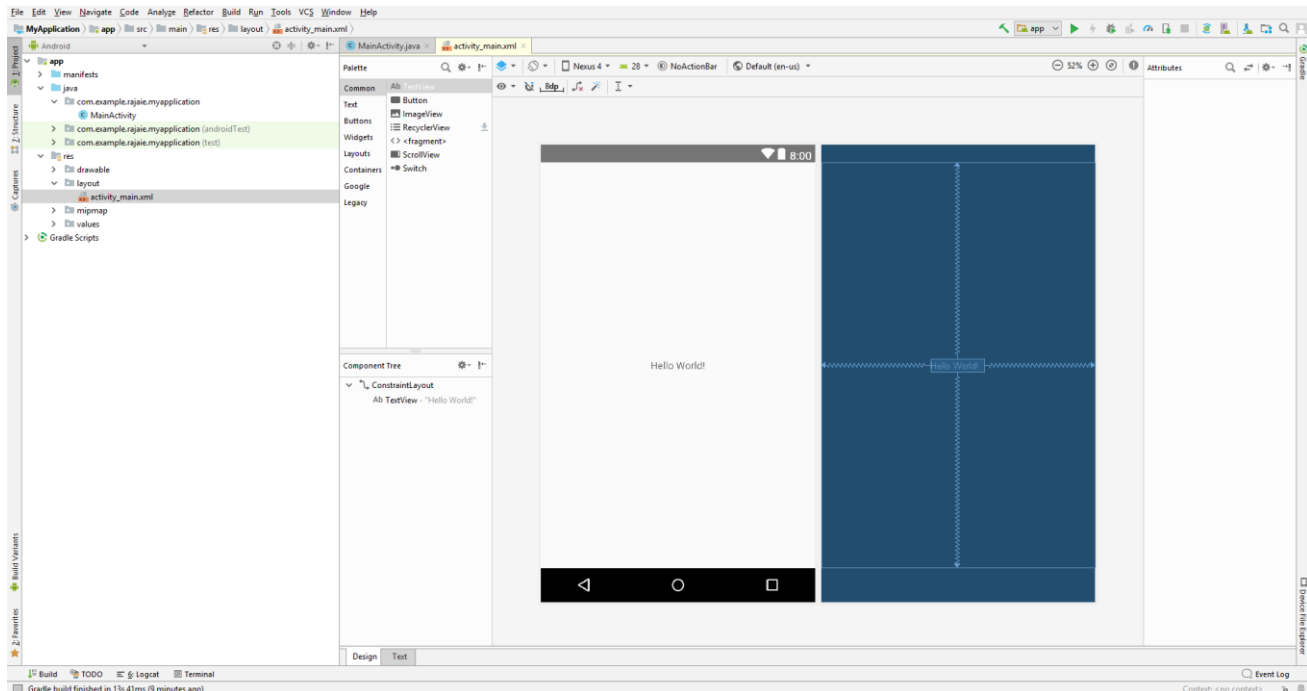 File Edit View Navigate Code Analyze Refactor Build Run Tools VCS Window Help
MyApplication app src main res layout activity_main.xml
app
Android
MainActivity.java
activity_main.xml
1: Project
Z: Structure
Captures
Build Variants
2: Favorites
app
manifests
java
com.example.rajaie.myapplication
MainActivity
com.example.rajaie.myapplication (androidTest)
com.example.rajaie.myapplication (test)
res
drawable
layout
activity_main.xml
mipmap
values
Gradle Scripts
Palette
Common
Text
Buttons
Widgets
Layouts
Containers
Google
Legacy
Ab TextView
Button
ImageView
RecyclerView
<> <fragment>
ScrollView
Switch
Component Tree
ConstraintLayout
Ab TextView - "Hello World!"
Nexus 4 28 NoActionBar Default (en-us)
52%
8dp
8:00
Hello World!
Hello World!
Attributes
Gradle
Device File Explorer
Design Text
Build TODO 6: Logcat Terminal
Event Log
Gradle build finished in 13s 41ms (9 minutes ago)
Context: <no context>